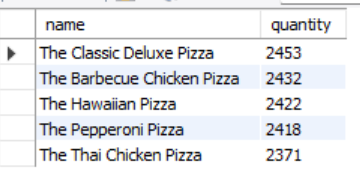 name quantity
The Classic Deluxe Pizza 2453
The Barbecue Chicken Pizza 2432
The Hawaiian Pizza 2422
The Pepperoni Pizza 2418
The Thai Chicken Pizza 2371